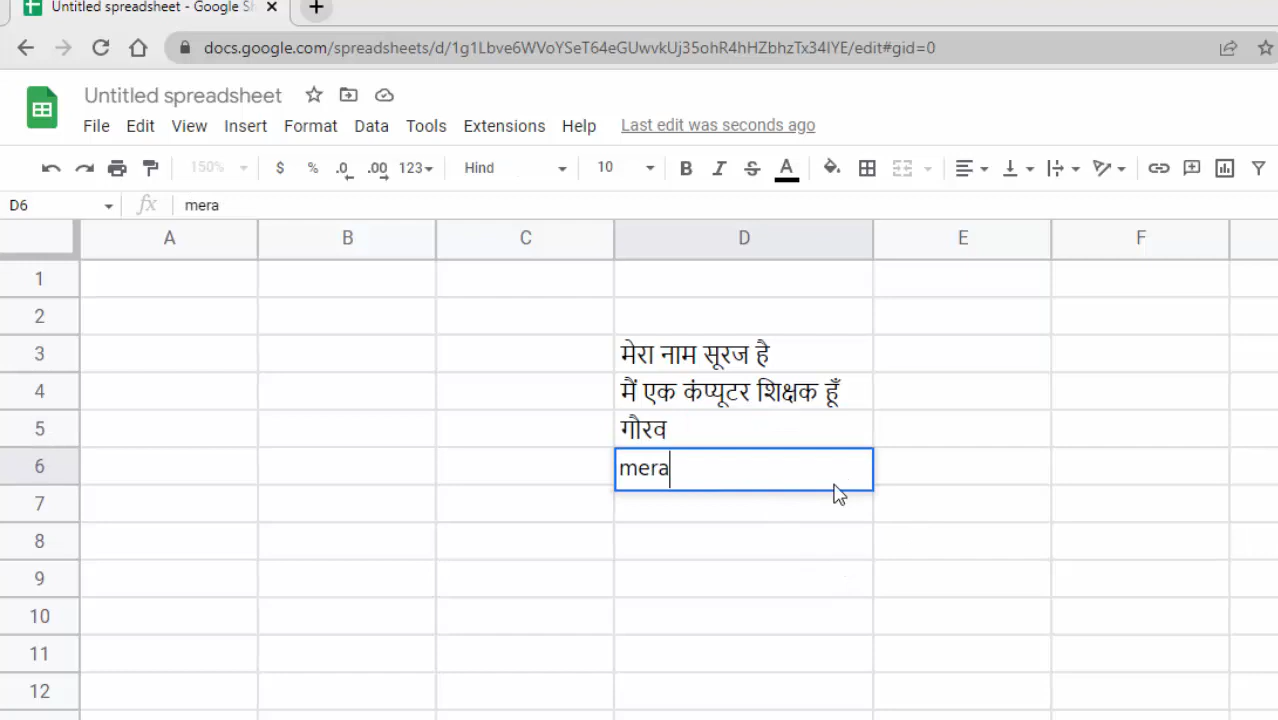 Untitled spreadsheet - Google Sh
docs.google.com/spreadsheets/d/1g1Lbve6WVoYSeT64eGUwvkUj35ohR4hHZbhzTx34IYE/edit#gid=0
Untitled spreadsheet
File Edit View Insert Format Data Tools Extensions Help Last edit was seconds ago
150% $ % .0 .00 123 Hind 10 B I S A
D6 fx mera
A B C D E F
1
2
3 मेरा नाम सूरज है
4 मैं एक कंप्यूटर शिक्षक हूँ
5 गौरव
6 mera
7
8
9
10
11
12